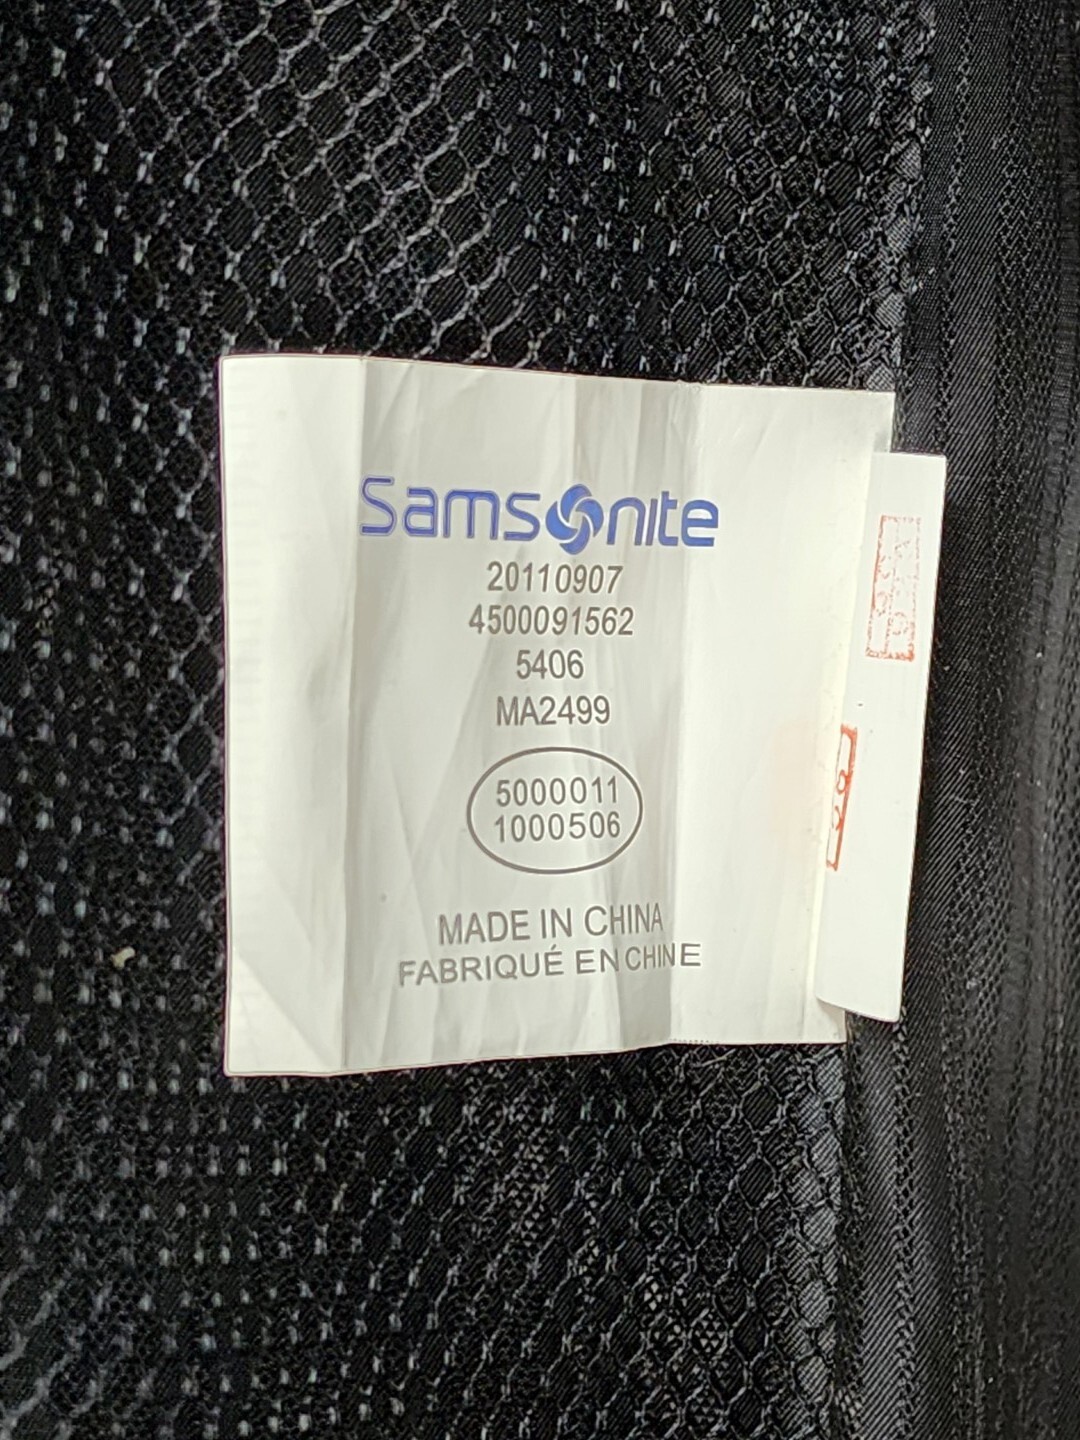 Samsonite
20110907
4500091562
5406
MA2499
5000011
1000506
MADE IN CHINA
FABRIQUÉ EN CHINE